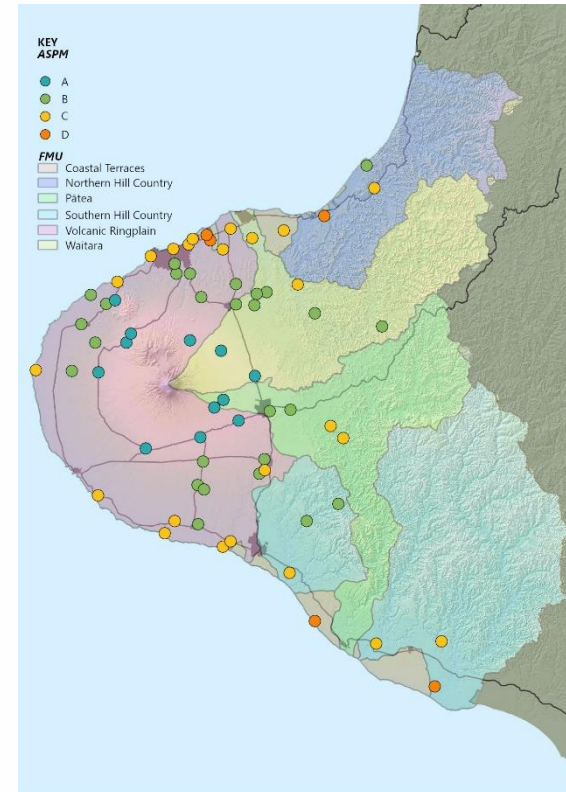 KEY
ASPM
A
B
C
D
FMU
Coastal Terraces
Northern Hill Country
Pātea
Southern Hill Country
Volcanic Ringplain
Waitara